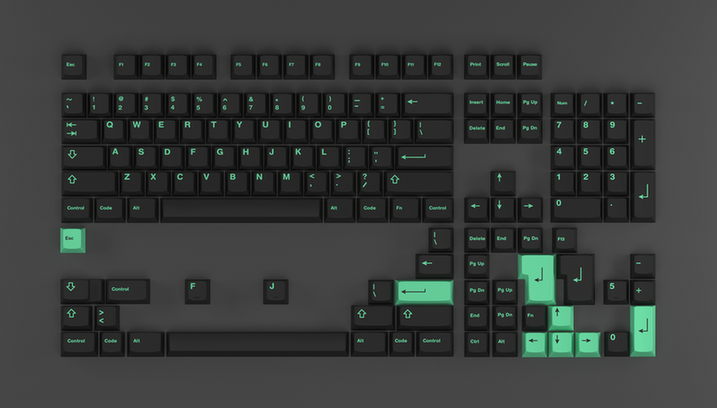 Esc F1 F2 F3 F4 F5 F6 F7 F8 F9 F10 F11 F12 Print Scroll Pause
~ ! @ # $ % ^ & * ( ) — + ← Insert Home Pg Up Num / * −
` 1 2 3 4 5 6 7 8 9 0 - =
Q W E R T Y U I O P { } | Delete End Pg Dn 7 8 9 +
[ ] \
A S D F G H J K L : " 4 5 6
; '
Z X C V B N M < > ? ↑ 1 2 3
, . /
Control Code Alt Alt Code Fn Control ← ↓ → 0 .
Esc | Delete End Pg Dn F13
\
← Pg Up −
Control F J | Pg Dn Pg Up 5 +
\
> End Pg Dn Fn ↑
<
Control Code Alt Alt Code Control Ctrl Alt ← ↓ → 0